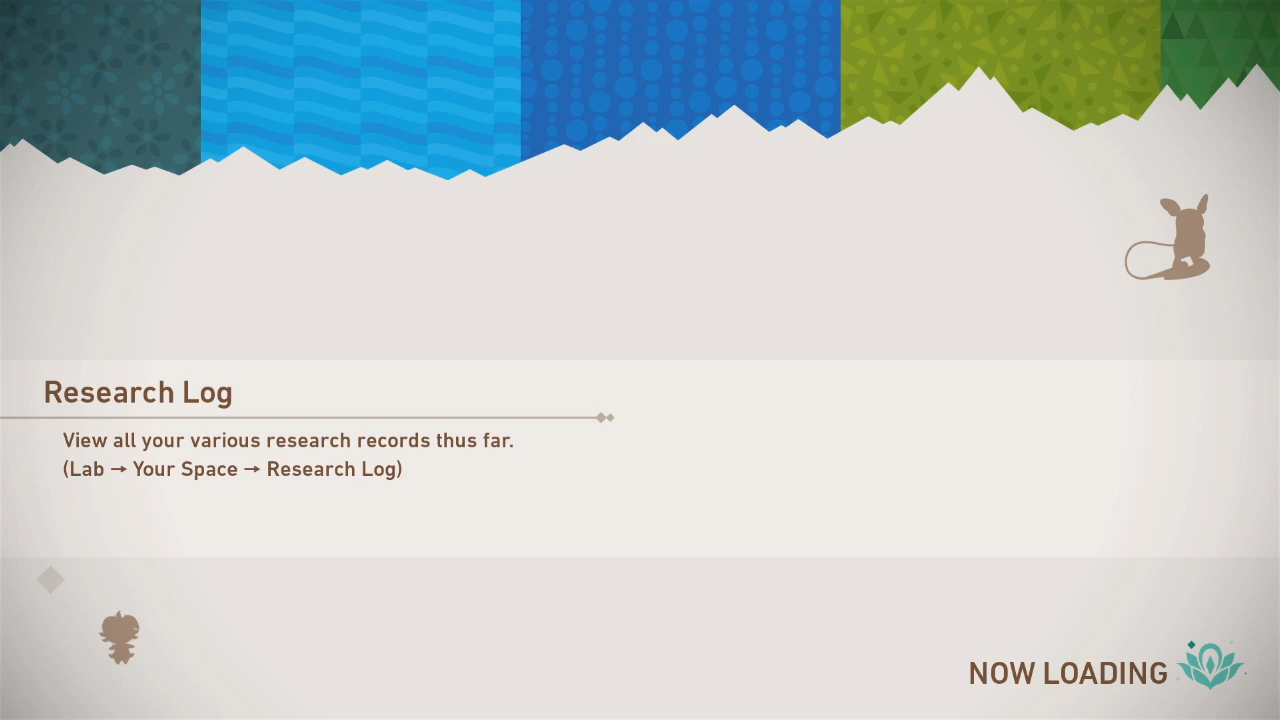 Research Log
View all your various research records thus far.
(Lab → Your Space → Research Log)
NOW LOADING